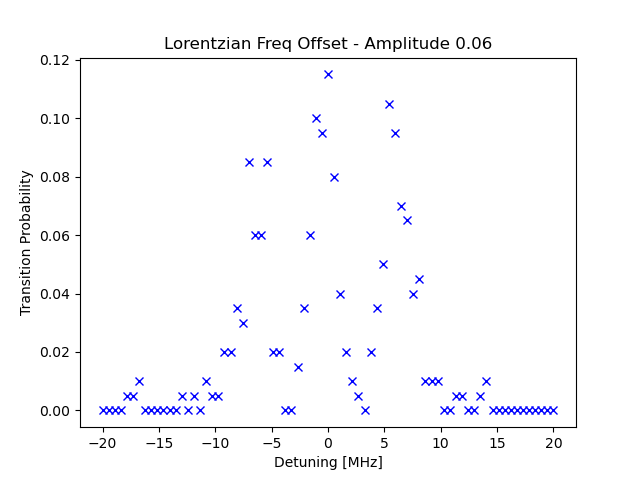 Lorentzian Freq Offset - Amplitude 0.06
0.12
0.10
0.08
0.06
0.04
0.02
0.00
Transition Probability
−20 −15 −10 −5 0 5 10 15 20
Detuning [MHz]